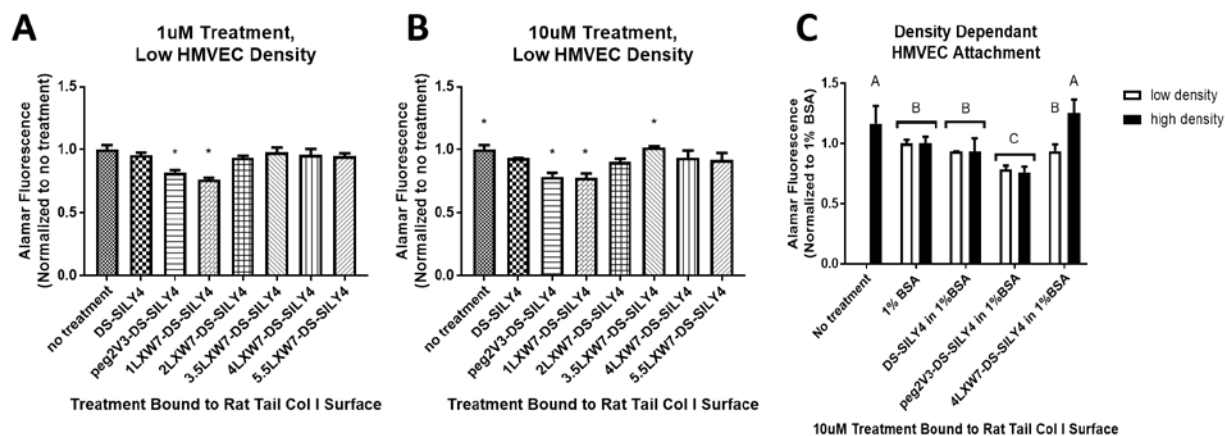 A
1uM Treatment,
Low HMVEC Density
Alamar Fluorescence
(Normalized to no treatment)
1.5
1.0
0.5
0.0
*
*
no treatment
DS-SILY4
peg2V3-DS-SILY4
1LXW7-DS-SILY4
2LXW7-DS-SILY4
3.5LXW7-DS-SILY4
4LXW7-DS-SILY4
5.5LXW7-DS-SILY4
Treatment Bound to Rat Tail Col I Surface
B
10uM Treatment,
Low HMVEC Density
Alamar Fluorescence
(Normalized to no treatment)
1.5
1.0
0.5
0.0
*
*
*
*
no treatment
DS-SILY4
peg2V3-DS-SILY4
1LXW7-DS-SILY4
2LXW7-DS-SILY4
3.5LXW7-DS-SILY4
4LXW7-DS-SILY4
5.5LXW7-DS-SILY4
Treatment Bound to Rat Tail Col I Surface
C
Density Dependant
HMVEC Attachment
Alamar Fluorescence
(Normalized to 1% BSA)
1.5
1.0
0.5
0.0
A
B
B
C
B
A
low density
high density
No treatment
1% BSA
DS-SILY4 in 1%BSA
peg2V3-DS-SILY4 in 1%BSA
4LXW7-DS-SILY4 in 1%BSA
10uM Treatment Bound to Rat Tail Col I Surface